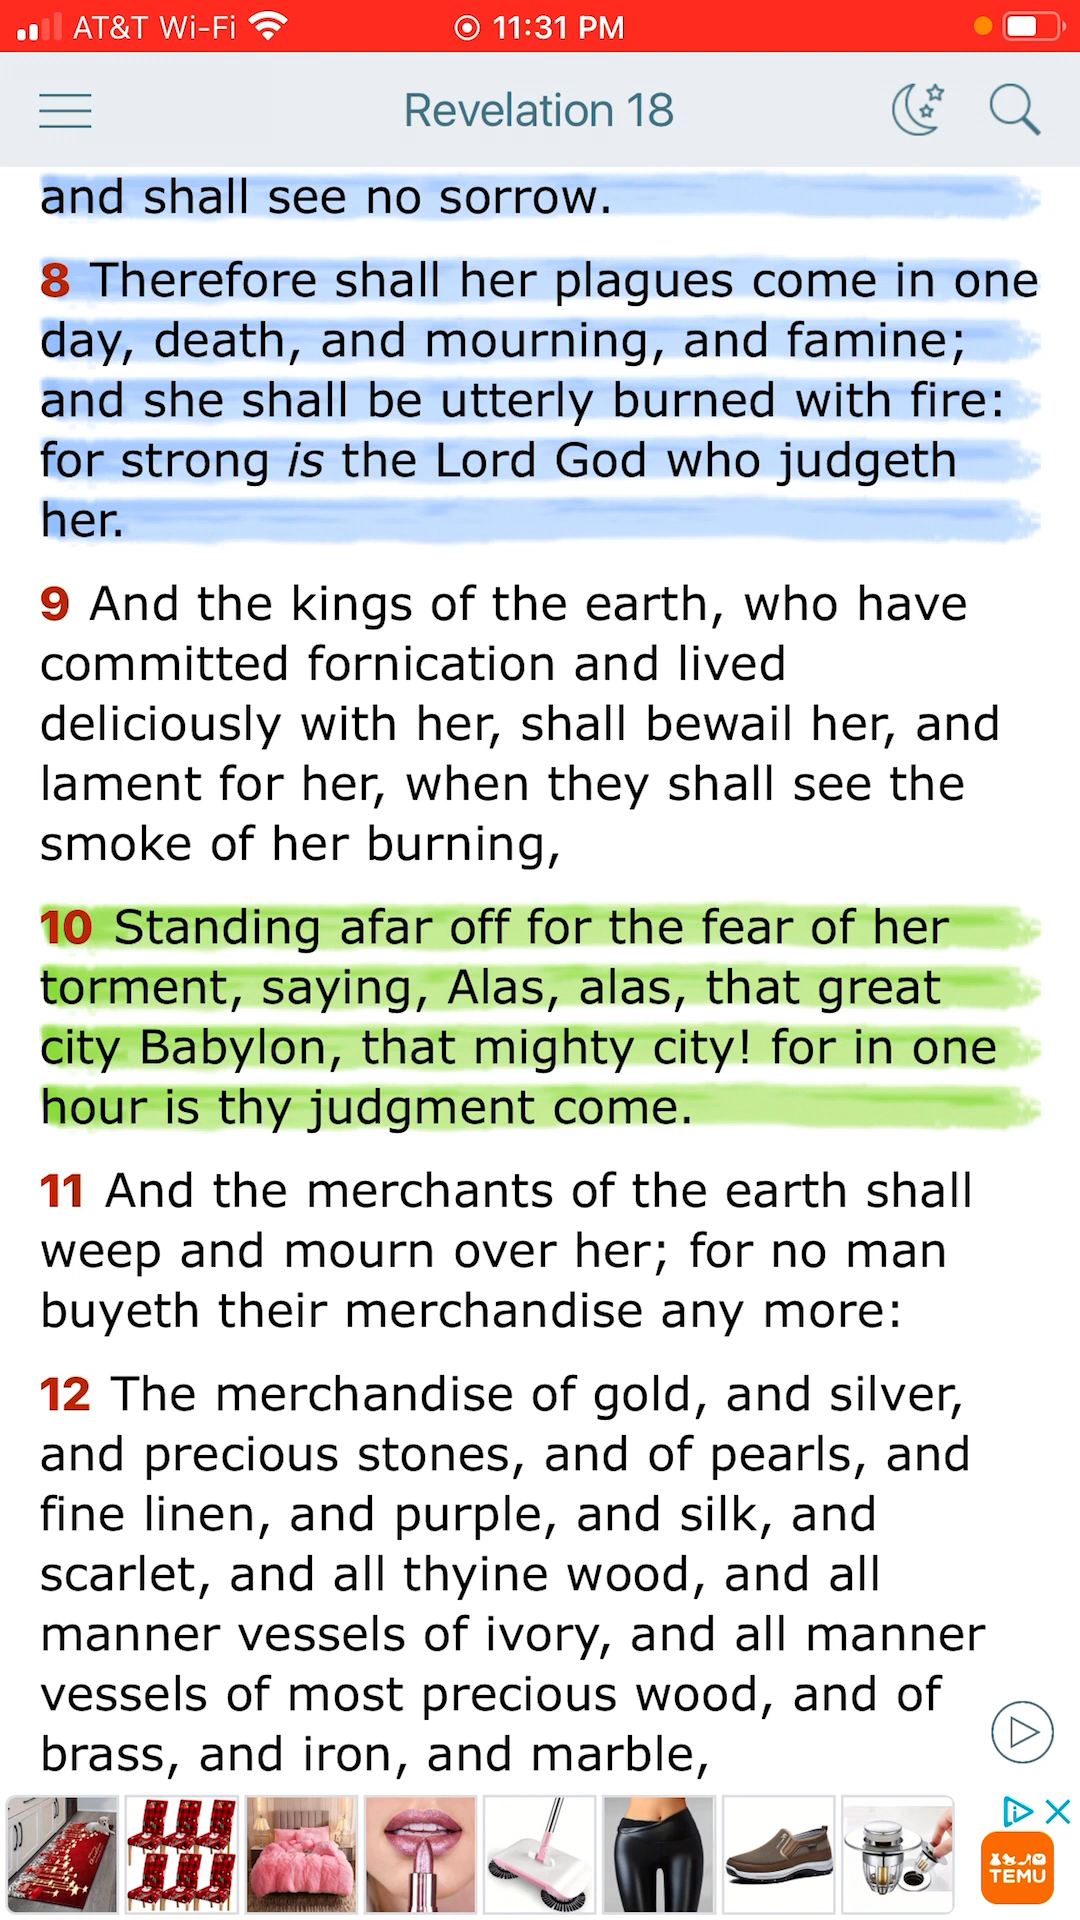 AT&T Wi-Fi 11:31 PM
Revelation 18
and shall see no sorrow.
8 Therefore shall her plagues come in one
day, death, and mourning, and famine;
and she shall be utterly burned with fire:
for strong is the Lord God who judgeth
her.
9 And the kings of the earth, who have
committed fornication and lived
deliciously with her, shall bewail her, and
lament for her, when they shall see the
smoke of her burning,
10 Standing afar off for the fear of her
torment, saying, Alas, alas, that great
city Babylon, that mighty city! for in one
hour is thy judgment come.
11 And the merchants of the earth shall
weep and mourn over her; for no man
buyeth their merchandise any more:
12 The merchandise of gold, and silver,
and precious stones, and of pearls, and
fine linen, and purple, and silk, and
scarlet, and all thyine wood, and all
manner vessels of ivory, and all manner
vessels of most precious wood, and of
brass, and iron, and marble,
TEMU